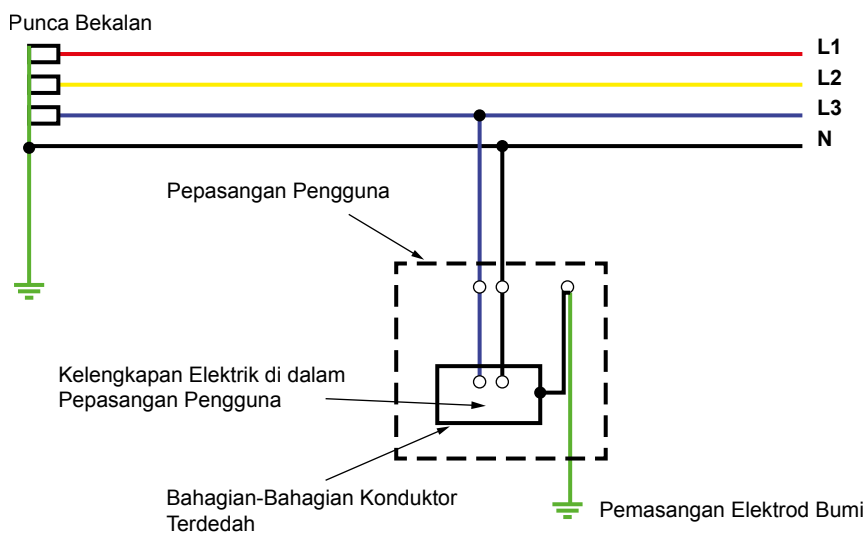 Punca Bekalan
L1
L2
L3
N
Pepasangan Pengguna
Kelengkapan Elektrik di dalam
Pepasangan Pengguna
Bahagian-Bahagian Konduktor
Terdedah
Pemasangan Elektrod Bumi